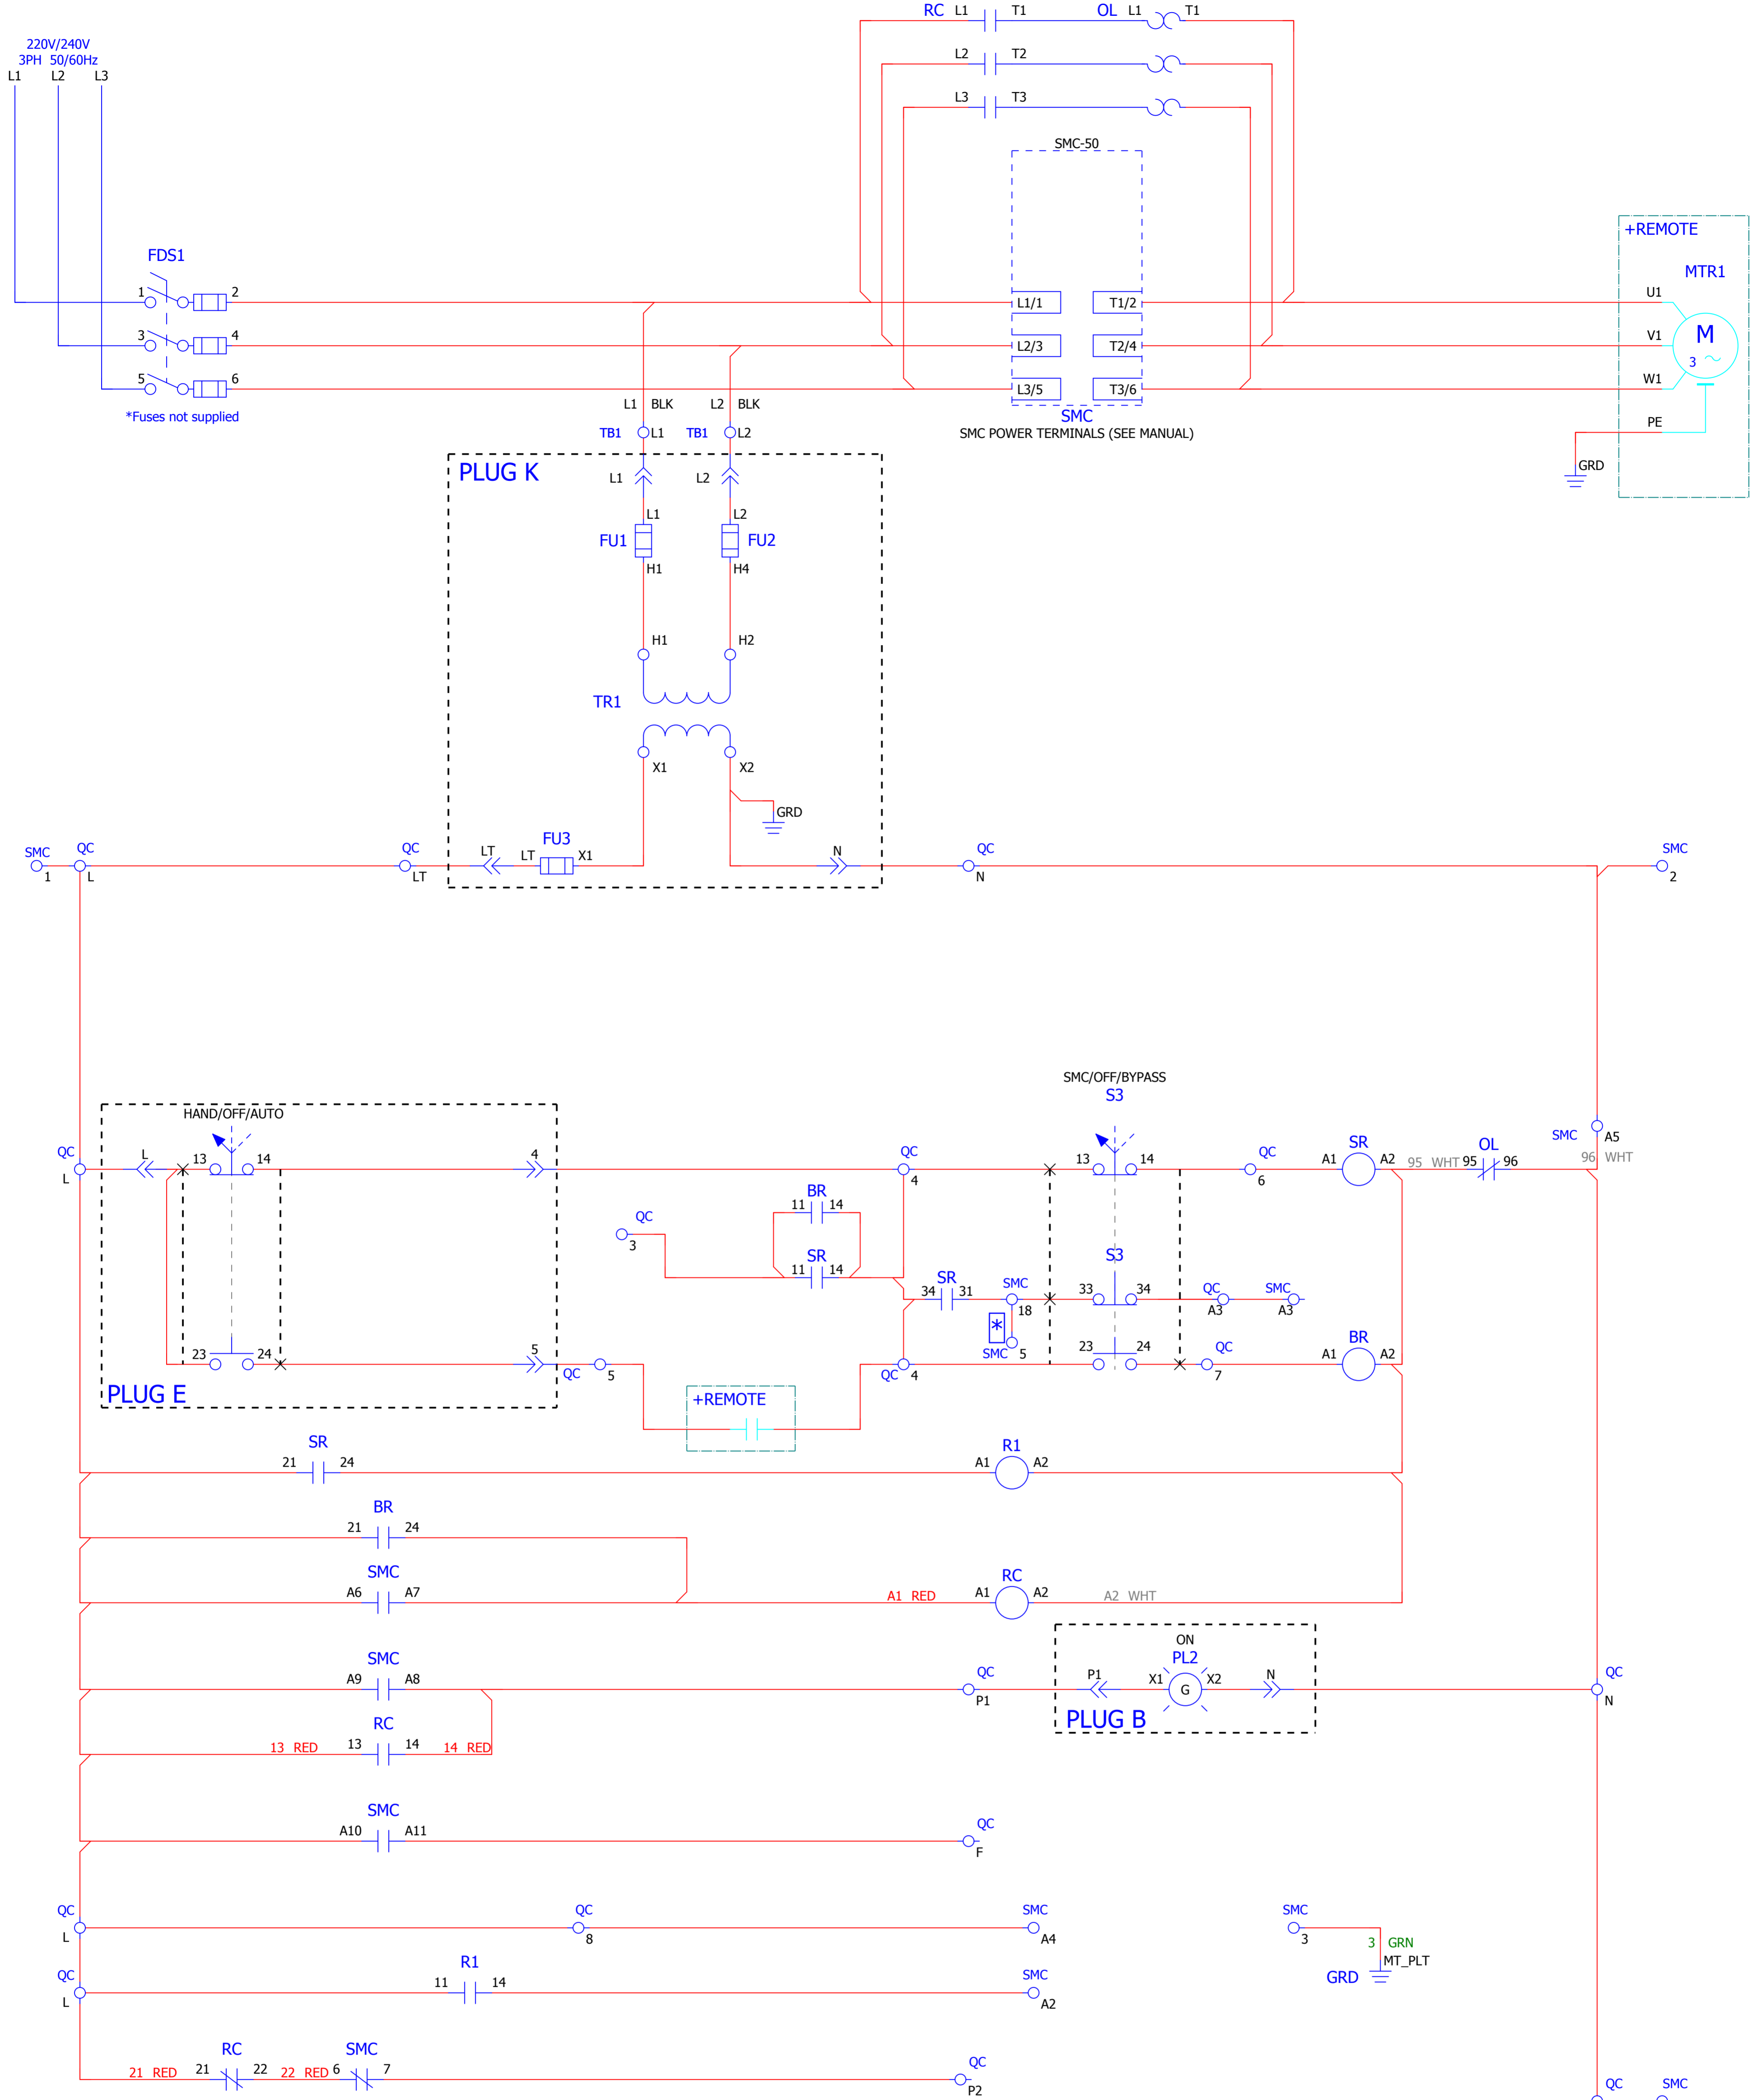 RC L1 T1 OL L1 T1
220V/240V
3PH 50/60Hz
L1 L2 L3
L2 T2
L3 T3
SMC-50
+REMOTE
FDS1
MTR1
1 2 L1/1 T1/2 U1
3 4 L2/3 T2/4 V1
M
3
5 6 L3/5 T3/6 W1
*Fuses not supplied
L1 BLK L2 BLK
SMC
SMC POWER TERMINALS (SEE MANUAL)
PE
TB1 L1 TB1 L2
GRD
PLUG K
L1 L2
L1 L2
FU1 FU2
H1 H4
H1 H2
TR1
X1 X2
GRD
SMC QC QC FU3 QC SMC
LT LT X1 N
1 L LT N 2
SMC/OFF/BYPASS
S3
HAND/OFF/AUTO
QC L 13 14 4 QC 13 14 QC SR OL SMC A5
A1 A2 95 WHT 95 96 96 WHT
L 4 6
BR
11 14
QC
3
SR
11 14
S3
SR SMC
34 31 33 34 QC SMC
18 A3 A3
*
SMC 5
BR
23 24 5 23 24 QC A1 A2
QC 5 QC 4 7
PLUG E
+REMOTE
SR R1
21 24 A1 A2
BR
21 24
SMC RC
A6 A7 A1 RED A1 A2 A2 WHT
ON
SMC PL2
A9 A8 QC P1 X1 G X2 N QC
P1 N
PLUG B
RC
13 RED 13 14 14 RED
SMC
A10 A11 QC
F
QC QC SMC SMC
L 8 A4 3
3 GRN
MT_PLT
GRD
QC R1 SMC
11 14
L A2
RC SMC
21 RED 21 22 22 RED 6 7 QC
P2
QC SMC